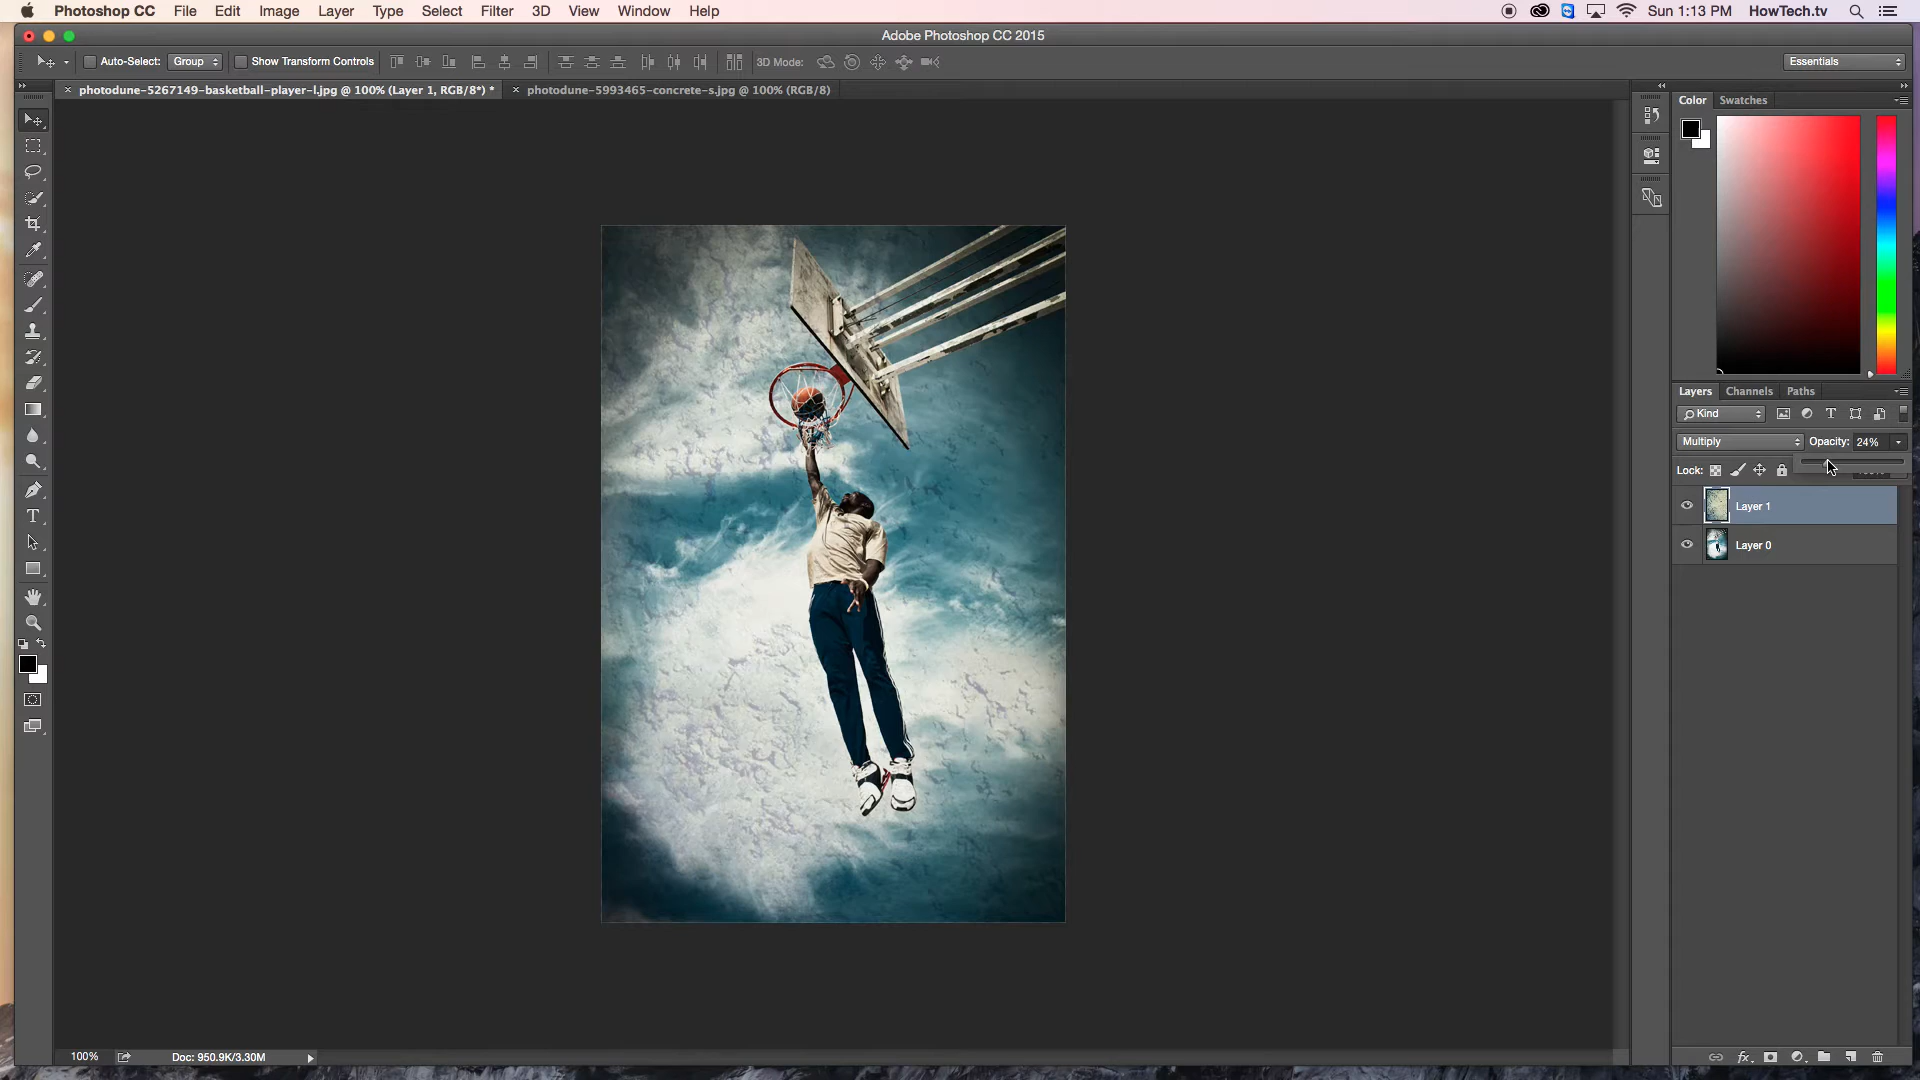 Photoshop CC File Edit Image Layer Type Select Filter 3D View Window Help Sun 1:13 PM HowTech.tv
Adobe Photoshop CC 2015
Auto-Select: Group Show Transform Controls 3D Mode: Essentials
photodune-5267149-basketball-player-l.jpg @ 100% (Layer 1, RGB/8*) * photodune-5993465-concrete-s.jpg @ 100% (RGB/8)
Color Swatches
Layers Channels Paths
Kind
Multiply Opacity: 24%
Lock:
Layer 1
Layer 0
100% Doc: 950.9K/3.30M